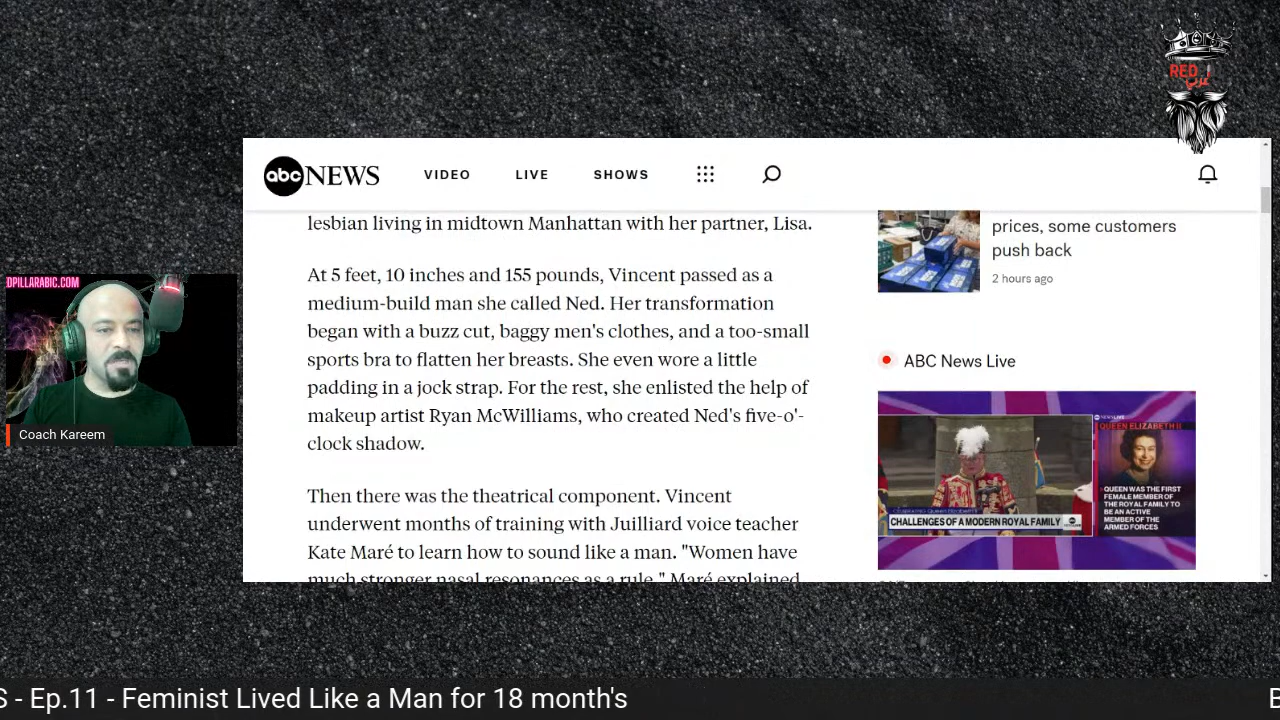 RED
abc NEWS
VIDEO
LIVE
SHOWS
lesbian living in midtown Manhattan with her partner, Lisa.
At 5 feet, 10 inches and 155 pounds, Vincent passed as a
medium-build man she called Ned. Her transformation
began with a buzz cut, baggy men's clothes, and a too-small
sports bra to flatten her breasts. She even wore a little
padding in a jock strap. For the rest, she enlisted the help of
makeup artist Ryan McWilliams, who created Ned's five-o'-
clock shadow.
Then there was the theatrical component. Vincent
underwent months of training with Juilliard voice teacher
Kate Maré to learn how to sound like a man. "Women have
much stronger nasal resonances as a rule," Maré explained
prices, some customers
push back
2 hours ago
ABC News Live
QUEEN ELIZABETH II
QUEEN WAS THE FIRST
FEMALE MEMBER OF
THE ROYAL FAMILY TO
BE AN ACTIVE
MEMBER OF THE
ARMED FORCES
CHALLENGES OF A MODERN ROYAL FAMILY
DPILLARABIC.COM
Coach Kareem
S - Ep.11 - Feminist Lived Like a Man for 18 month's